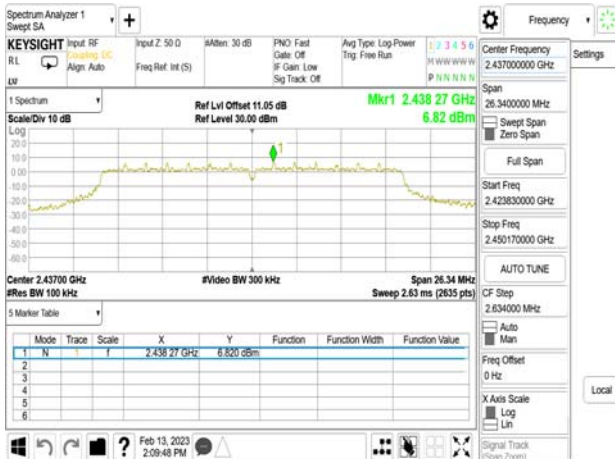 Spectrum Analyzer 1
Swept SA
Frequency
KEYSIGHT
RL
Input: RF
Coupling: DC
Align: Auto
Input Z: 50 Ω
Freq Ref: Int (S)
#Atten: 30 dB
PNO: Fast
Gate: Off
IF Gain: Low
Sig Track: Off
Avg Type: Log-Power
Trig: Free Run
1 2 3 4 5 6
M W W W W W
P N N N N N
Center Frequency
2.437000000 GHz
Settings
1 Spectrum
Scale/Div 10 dB
Ref Lvl Offset 11.05 dB
Ref Level 30.00 dBm
Mkr1 2.438 27 GHz
6.82 dBm
Span
26.3400000 MHz
Swept Span
Zero Span
Full Span
Start Freq
2.423830000 GHz
Stop Freq
2.450170000 GHz
AUTO TUNE
Log
20.0
10.0
0.00
-10.0
-20.0
-30.0
-40.0
-50.0
-60.0
1
Center 2.43700 GHz
#Res BW 100 kHz
#Video BW 300 kHz
Span 26.34 MHz
Sweep 2.63 ms (2635 pts)
CF Step
2.634000 MHz
Auto
Man
Freq Offset
0 Hz
X Axis Scale
Log
Lin
Signal Track
(Span Zoom)
Local
5 Marker Table
Mode Trace Scale X Y Function Function Width Function Value
1 N 1 f 2.438 27 GHz 6.820 dBm
2
3
4
5
6
Feb 13, 2023
2:09:48 PM